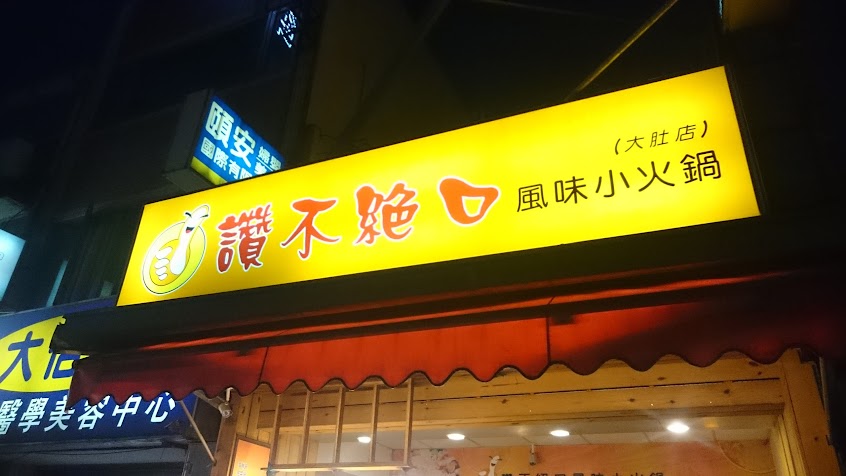 讚不絕口
風味小火鍋
(大肚店)
頤安
國際有限
醫學美容中心